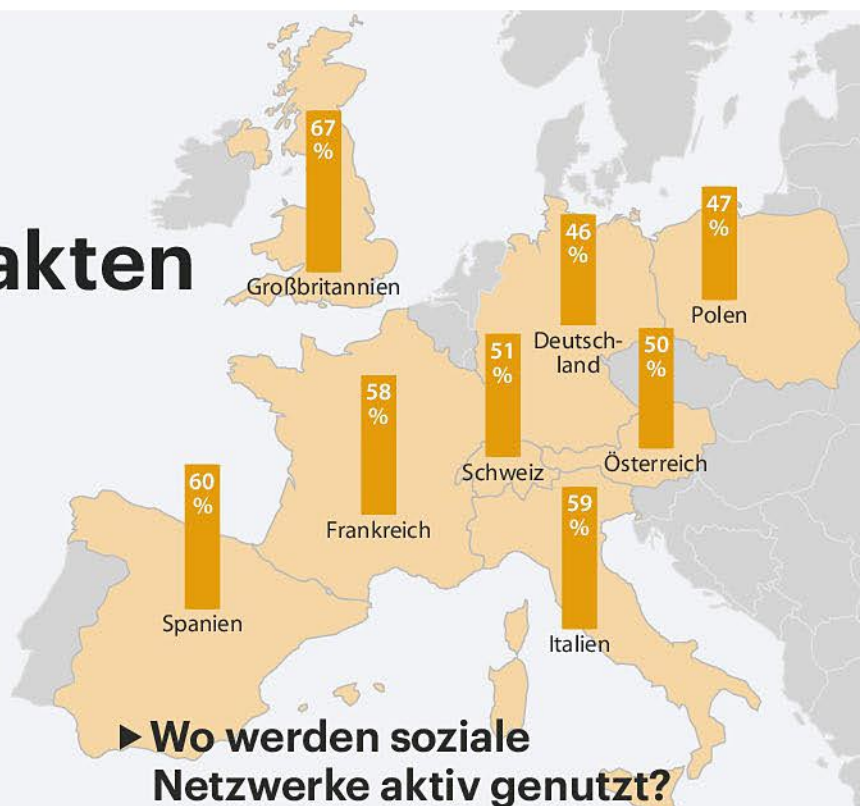 67
%
Großbritannien
akten
47
%
Polen
46
%
Deutsch-
land
51
%
Schweiz
50
%
Österreich
58
%
Frankreich
60
%
Spanien
59
%
Italien
▶ Wo werden soziale
Netzwerke aktiv genutzt?